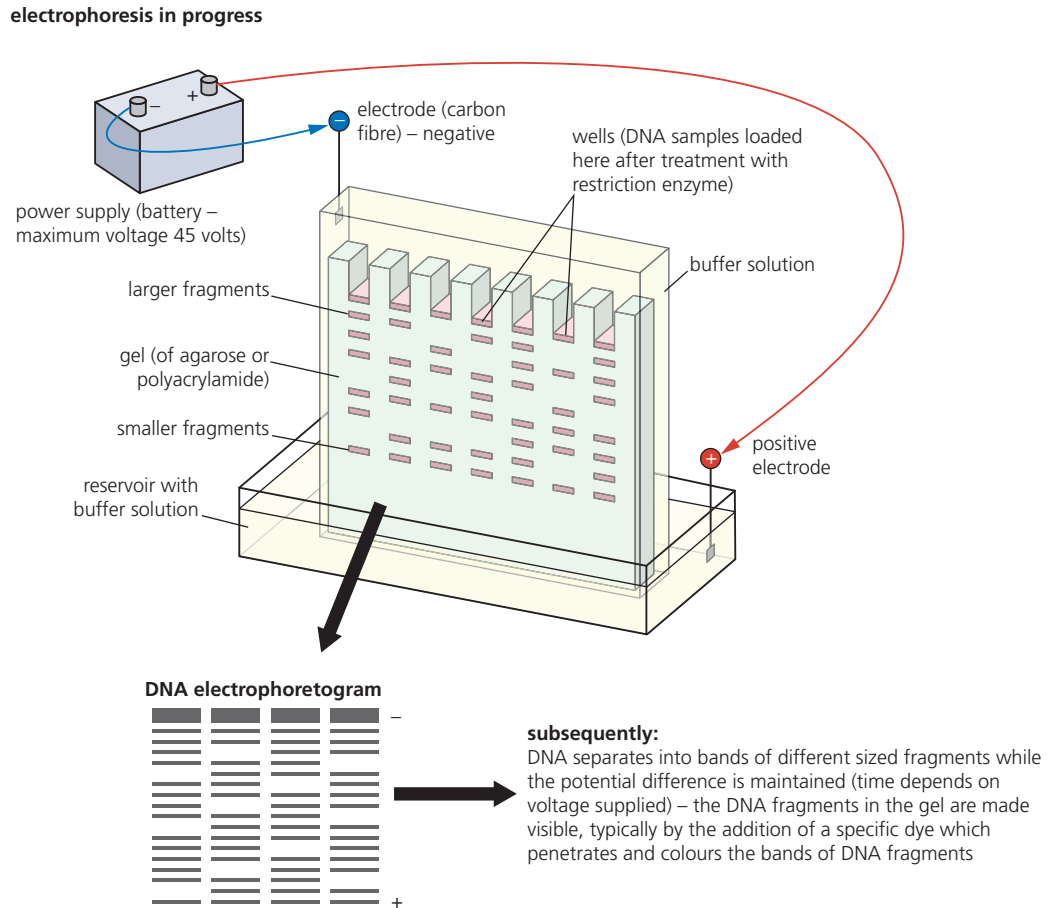 electrophoresis in progress
–
+
power supply (battery –
maximum voltage 45 volts)
–
electrode (carbon
fibre) – negative
wells (DNA samples loaded
here after treatment with
restriction enzyme)
buffer solution
larger fragments
gel (of agarose or
polyacrylamide)
smaller fragments
reservoir with
buffer solution
+
positive
electrode
DNA electrophoretogram
–
+
subsequently:
DNA separates into bands of different sized fragments while
the potential difference is maintained (time depends on
voltage supplied) – the DNA fragments in the gel are made
visible, typically by the addition of a specific dye which
penetrates and colours the bands of DNA fragments